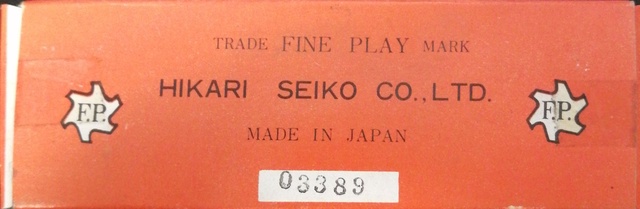 TRADE FINE PLAY MARK
HIKARI SEIKO CO.,LTD.
F.P.
F.P.
MADE IN JAPAN
03389